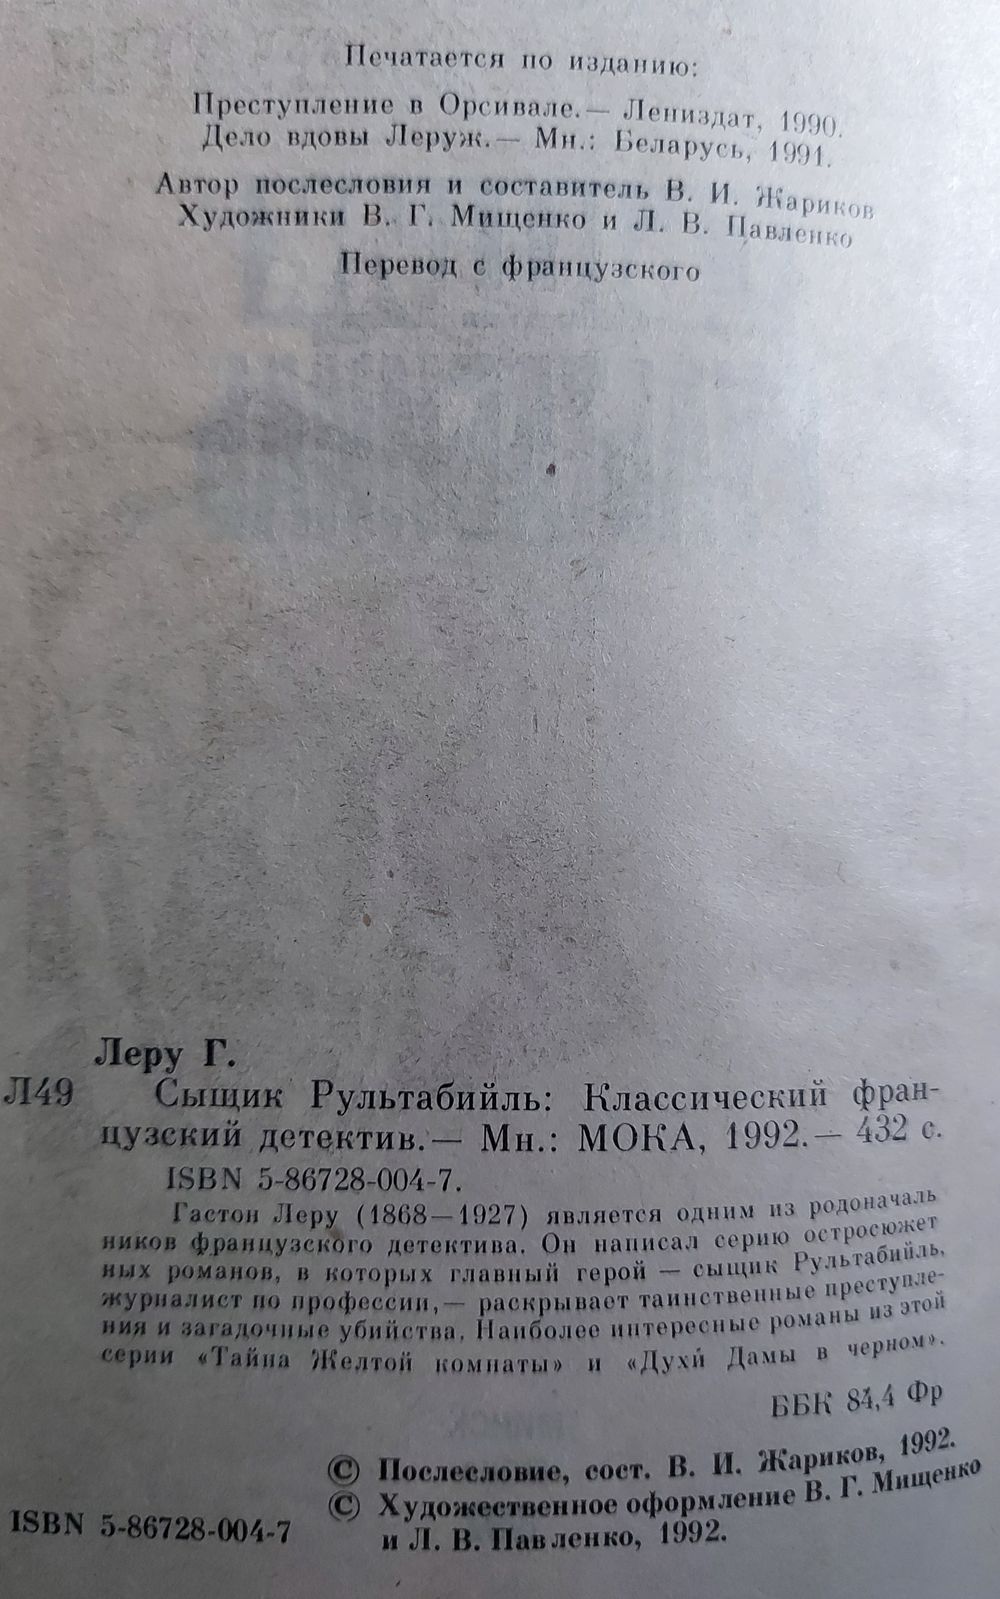 Печатается по изданию:
Преступление в Орсивале.— Лениздат, 1990.
Дело вдовы Леруж.— Мн.: Беларусь, 1991.
Автор послесловия и составитель В. И. Жариков
Художники В. Г. Мищенко и Л. В. Павленко
Перевод с французского
Леру Г.
Л49 Сыщик Рультабийль: Классический фран-
цузский детектив.— Мн.: МОКА, 1992.— 432 с.
ISBN 5-86728-004-7.
Гастон Леру (1868—1927) является одним из родоначаль
ников французского детектива. Он написал серию остросюжет
ных романов, в которых главный герой — сыщик Рультабийль,
журналист по профессии,— раскрывает таинственные преступле-
ния и загадочные убийства. Наиболее интересные романы из этой
серии «Тайна Желтой комнаты» и «Духи Дамы в черном».
ББК 84,4 Фр
© Послесловие, сост. В. И. Жариков, 1992.
© Художественное оформление В. Г. Мищенко
и Л. В. Павленко, 1992.
ISBN 5-86728-004-7